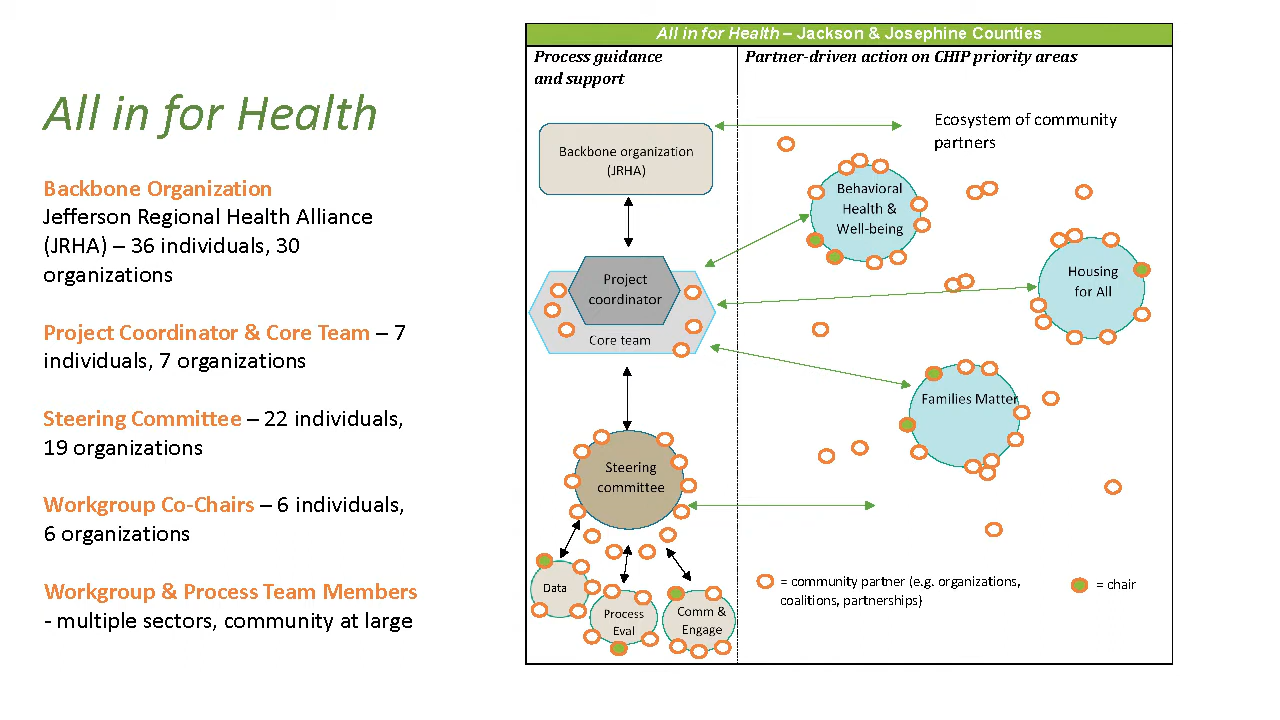 All in for Health
Backbone Organization
Jefferson Regional Health Alliance
(JRHA) – 36 individuals, 30
organizations
Project Coordinator & Core Team – 7
individuals, 7 organizations
Steering Committee – 22 individuals,
19 organizations
Workgroup Co-Chairs – 6 individuals,
6 organizations
Workgroup & Process Team Members
- multiple sectors, community at large
All in for Health – Jackson & Josephine Counties
Process guidance
and support
Partner-driven action on CHIP priority areas
Backbone organization
(JRHA)
Ecosystem of community
partners
Behavioral
Health &
Well-being
Project
coordinator
Core team
Housing
for All
Families Matter
Steering
committee
Data
Process
Eval
Comm &
Engage
= community partner (e.g. organizations,
coalitions, partnerships)
= chair